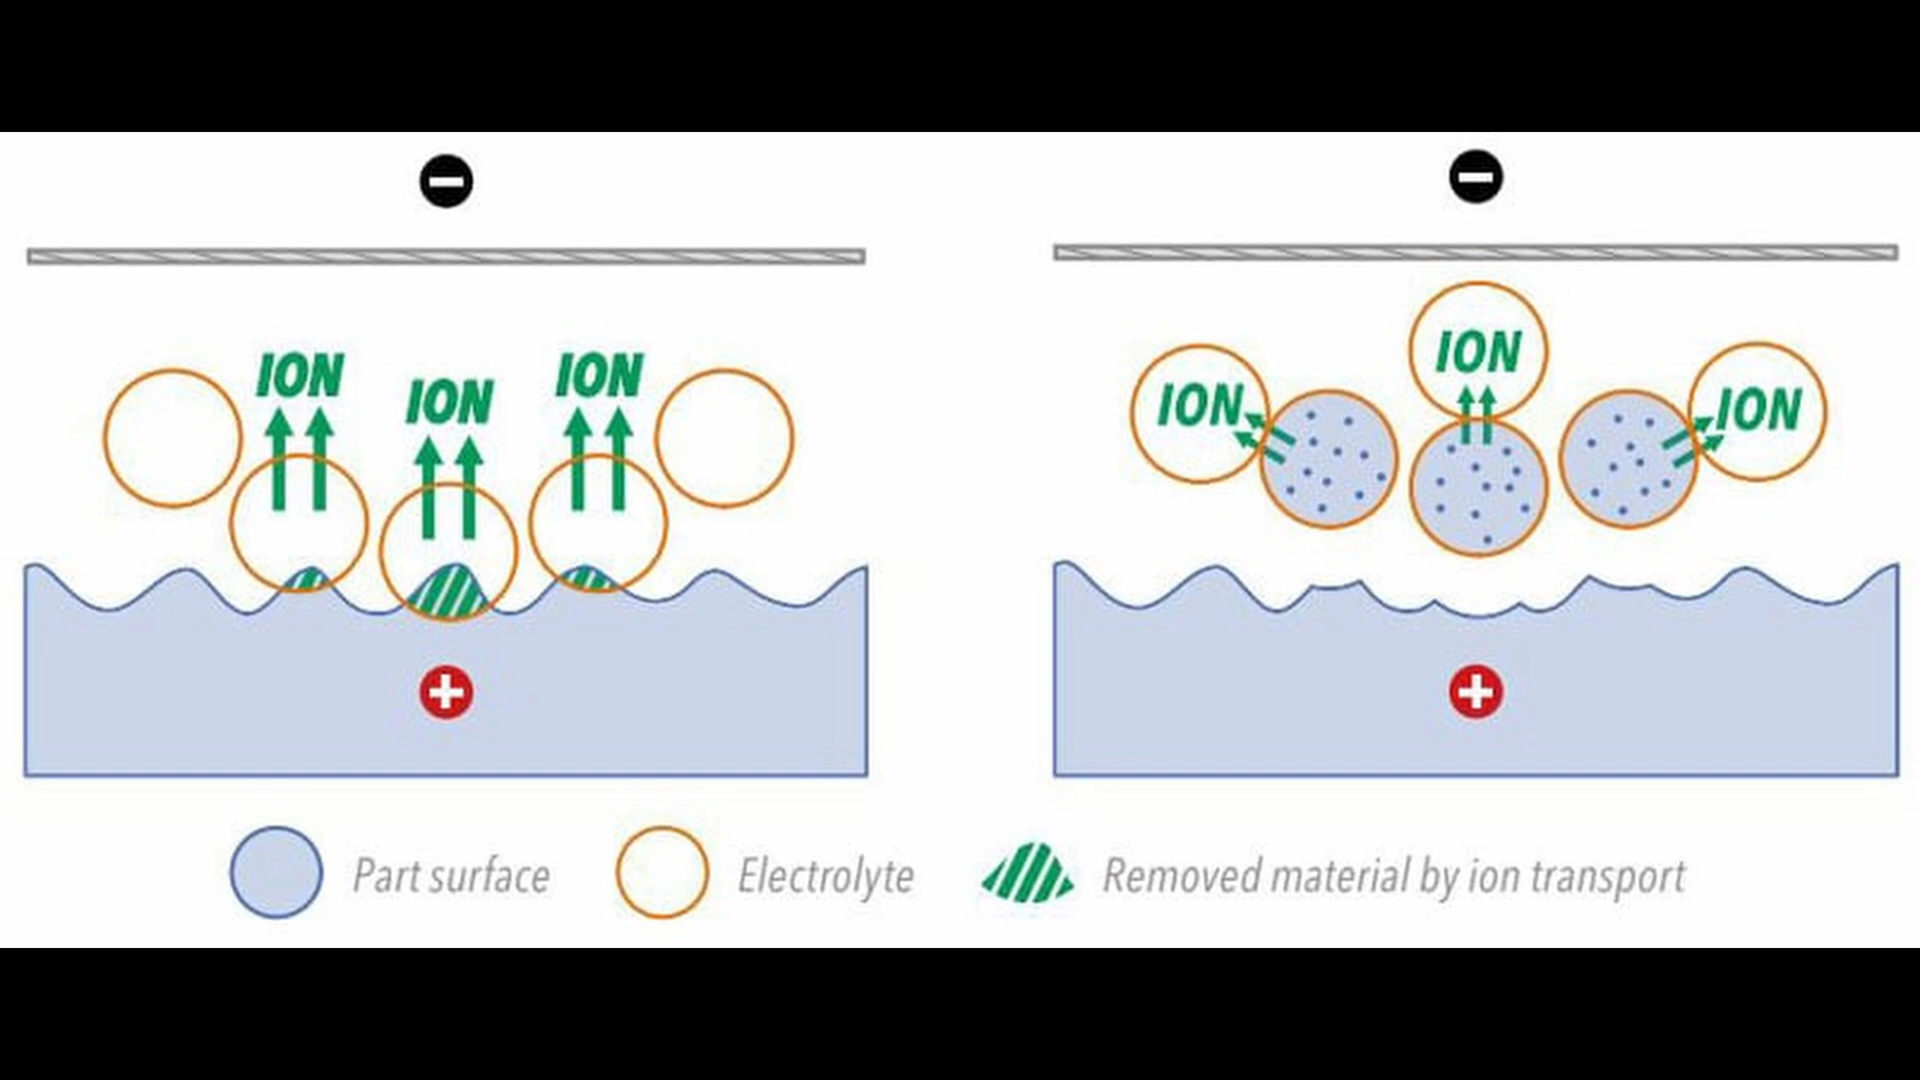 ION
ION
ION
ION
ION
ION
Part surface
Electrolyte
Removed material by ion transport